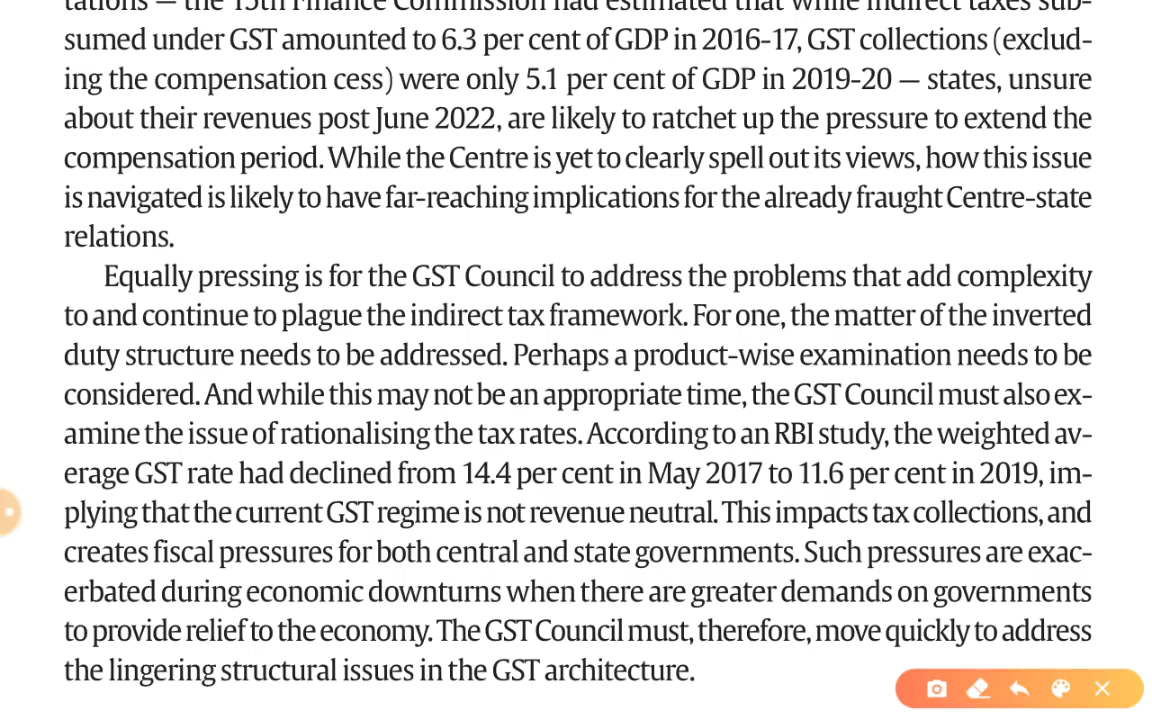 tations — the 15th Finance Commission had estimated that while indirect taxes sub-
sumed under GST amounted to 6.3 per cent of GDP in 2016-17, GST collections (exclud-
ing the compensation cess) were only 5.1 per cent of GDP in 2019-20 — states, unsure
about their revenues post June 2022, are likely to ratchet up the pressure to extend the
compensation period. While the Centre is yet to clearly spell out its views, how this issue
is navigated is likely to have far-reaching implications for the already fraught Centre-state
relations.
Equally pressing is for the GST Council to address the problems that add complexity
to and continue to plague the indirect tax framework. For one, the matter of the inverted
duty structure needs to be addressed. Perhaps a product-wise examination needs to be
considered. And while this may not be an appropriate time, the GST Council must also ex-
amine the issue of rationalising the tax rates. According to an RBI study, the weighted av-
erage GST rate had declined from 14.4 per cent in May 2017 to 11.6 per cent in 2019, im-
plying that the current GST regime is not revenue neutral. This impacts tax collections, and
creates fiscal pressures for both central and state governments. Such pressures are exac-
erbated during economic downturns when there are greater demands on governments
to provide relief to the economy. The GST Council must, therefore, move quickly to address
the lingering structural issues in the GST architecture.